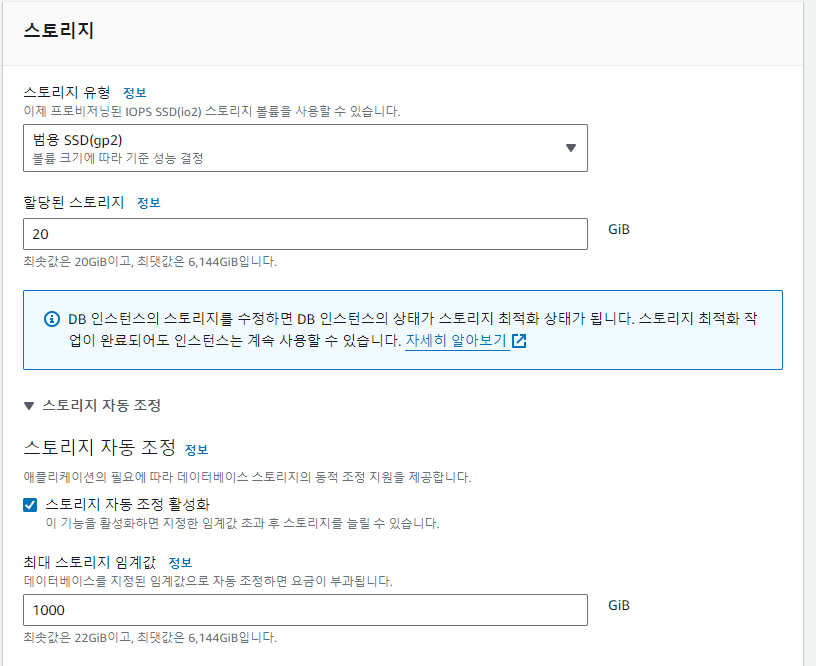 스토리지
스토리지 유형 정보
이제 프로비저닝된 IOPS SSD(io2) 스토리지 볼륨을 사용할 수 있습니다.
범용 SSD(gp2)
볼륨 크기에 따라 기준 성능 결정
할당된 스토리지 정보
20
GiB
최솟값은 20GiB이고, 최댓값은 6,144GiB입니다.
DB 인스턴스의 스토리지를 수정하면 DB 인스턴스의 상태가 스토리지 최적화 상태가 됩니다. 스토리지 최적화 작
업이 완료되어도 인스턴스는 계속 사용할 수 있습니다. 자세히 알아보기
스토리지 자동 조정
스토리지 자동 조정 정보
애플리케이션의 필요에 따라 데이터베이스 스토리지의 동적 조정 지원을 제공합니다.
스토리지 자동 조정 활성화
이 기능을 활성화하면 지정한 임계값 초과 후 스토리지를 늘릴 수 있습니다.
최대 스토리지 임계값 정보
데이터베이스를 지정된 임계값으로 자동 조정하면 요금이 부과됩니다.
1000
GiB
최솟값은 22GiB이고, 최댓값은 6,144GiB입니다.